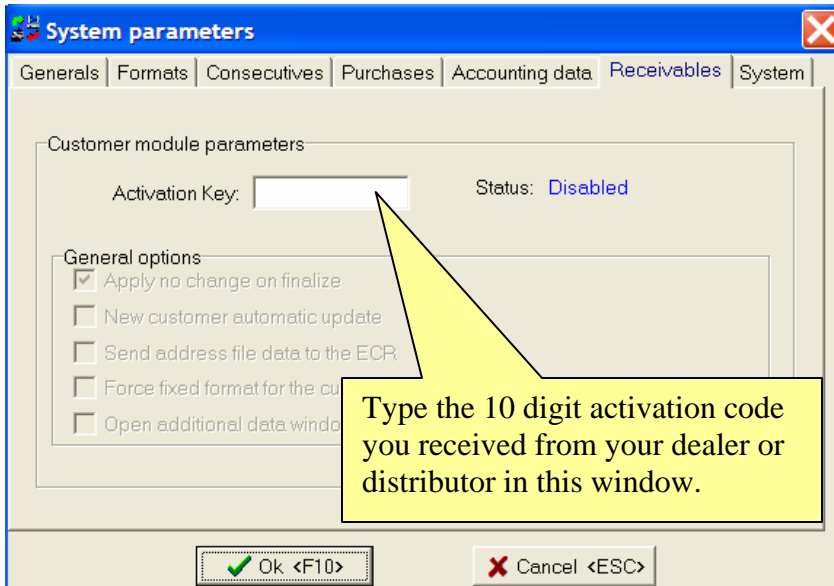 System parameters
Generals Formats Consecutives Purchases Accounting data Receivables System
Customer module parameters
Activation Key: Status: Disabled
General options
Apply no change on finalize
New customer automatic update
Send address file data to the ECR
Force fixed format for the
Open additional data
Type the 10 digit activation code
you received from your dealer or
distributor in this window.
Ok <F10> Cancel <ESC>